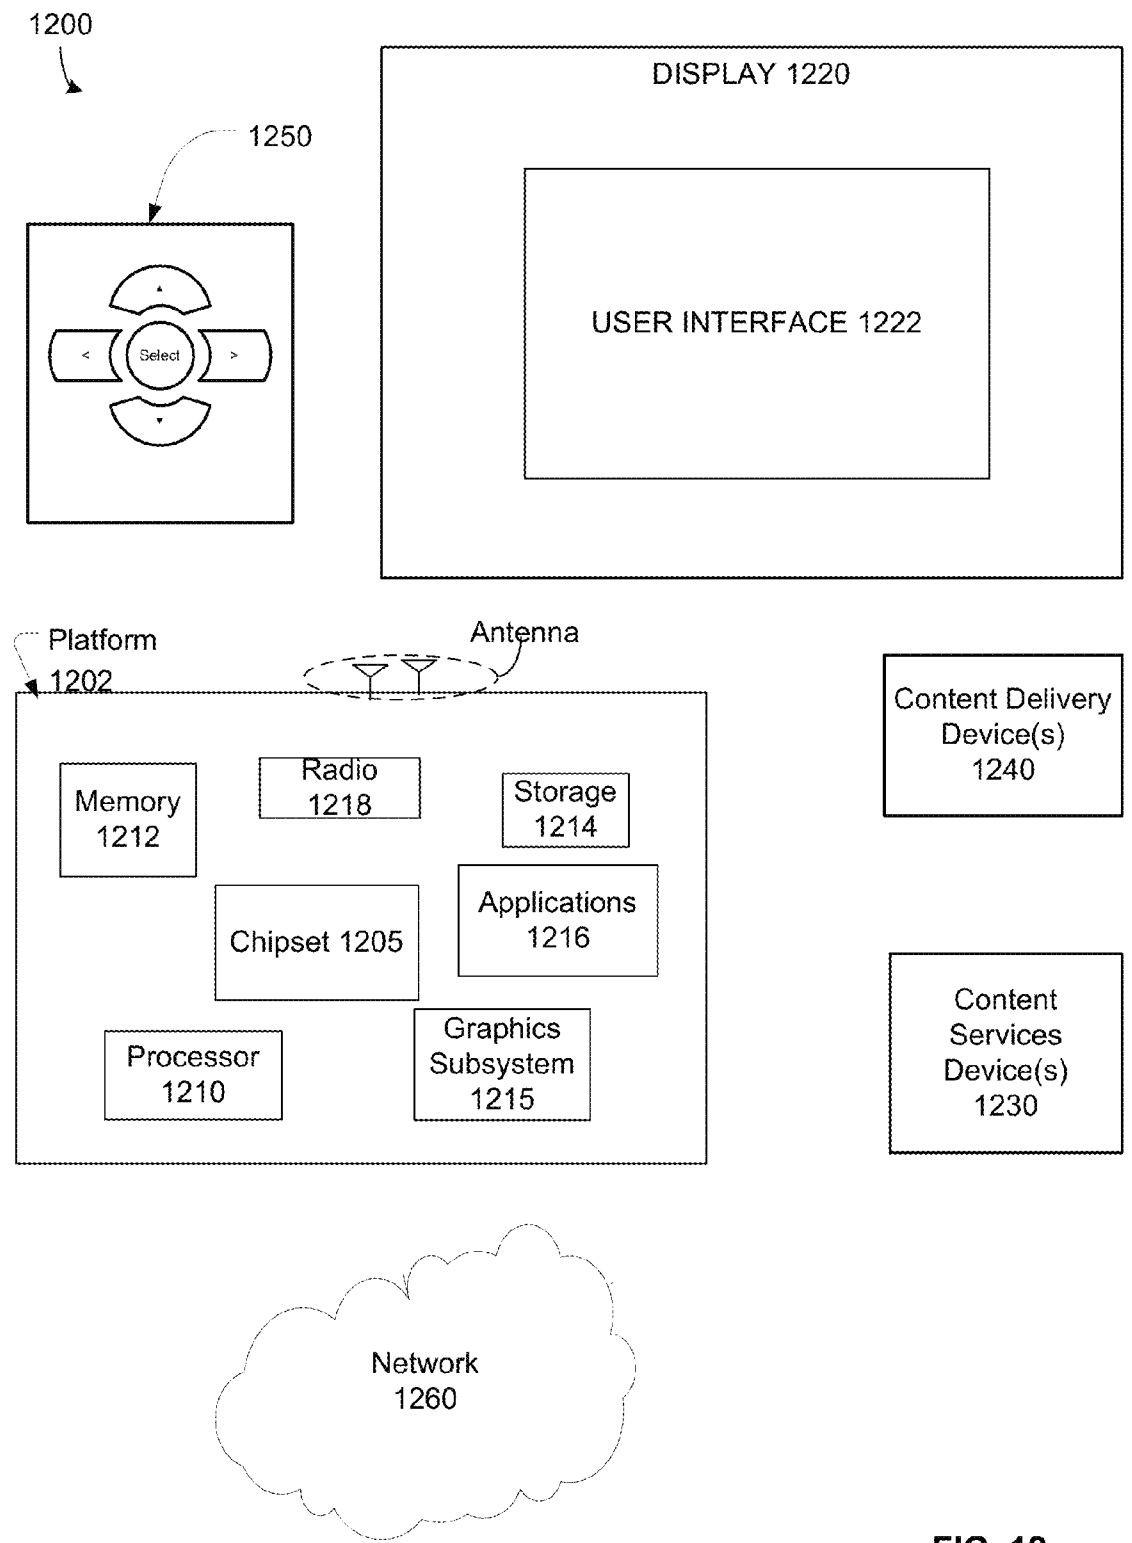 1200
DISPLAY 1220
1250
USER INTERFACE 1222
<
Select
>
Platform
1202
Antenna
Content Delivery
Device(s)
1240
Radio
1218
Memory
1212
Storage
1214
Applications
1216
Chipset 1205
Content
Services
Device(s)
1230
Graphics
Subsystem
1215
Processor
1210
Network
1260
FIG.